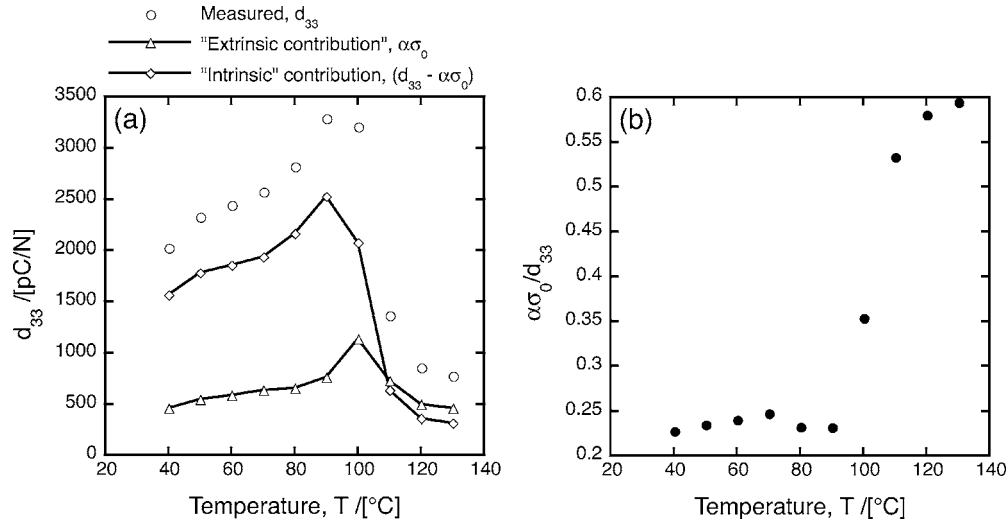 Measured, d33
"Extrinsic contribution", ασ0
"Intrinsic" contribution, (d33 - ασ0)
(a)
3500
3000
2500
2000
1500
1000
500
0
20 40 60 80 100 120 140
d33 /[pC/N]
Temperature, T /[°C]
(b)
0.6
0.55
0.5
0.45
0.4
0.35
0.3
0.25
0.2
20 40 60 80 100 120 140
ασ0/d33
Temperature, T /[°C]